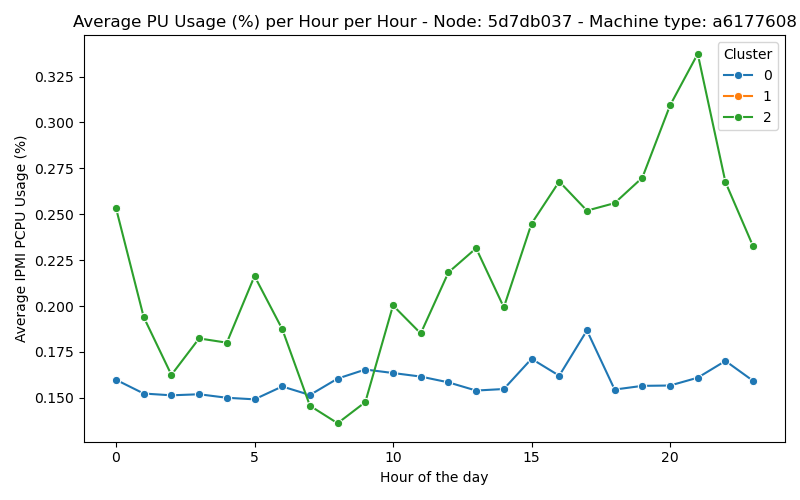 Average PU Usage (%) per Hour per Hour - Node: 5d7db037 - Machine type: a6177608
Cluster
0
1
2
0.325
0.300
0.275
0.250
0.225
0.200
0.175
0.150
Average IPMI PCPU Usage (%)
0 5 10 15 20
Hour of the day